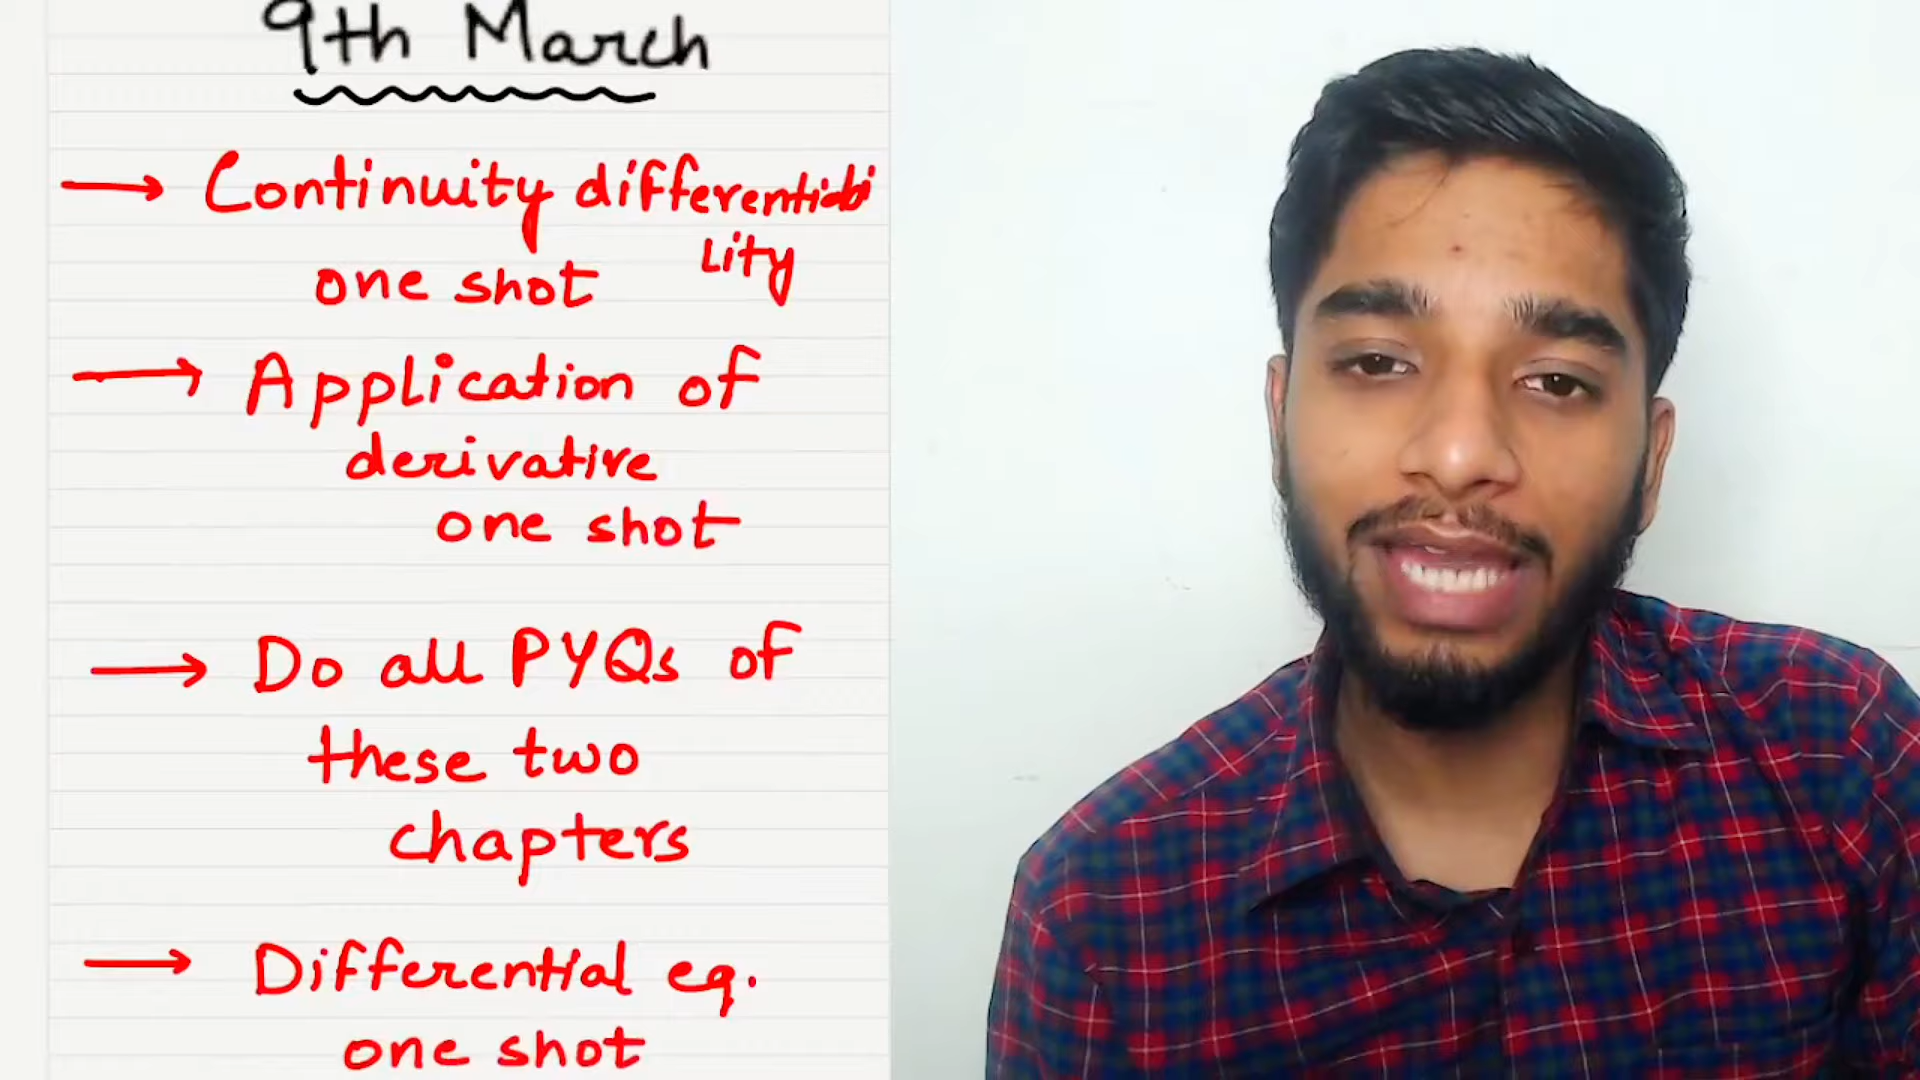 9th March
→ Continuity differentiabi
lity
one shot
→ Application of
derivative
one shot
→ Do all PYQs of
these two
chapters
→ Differential eq.
one shot